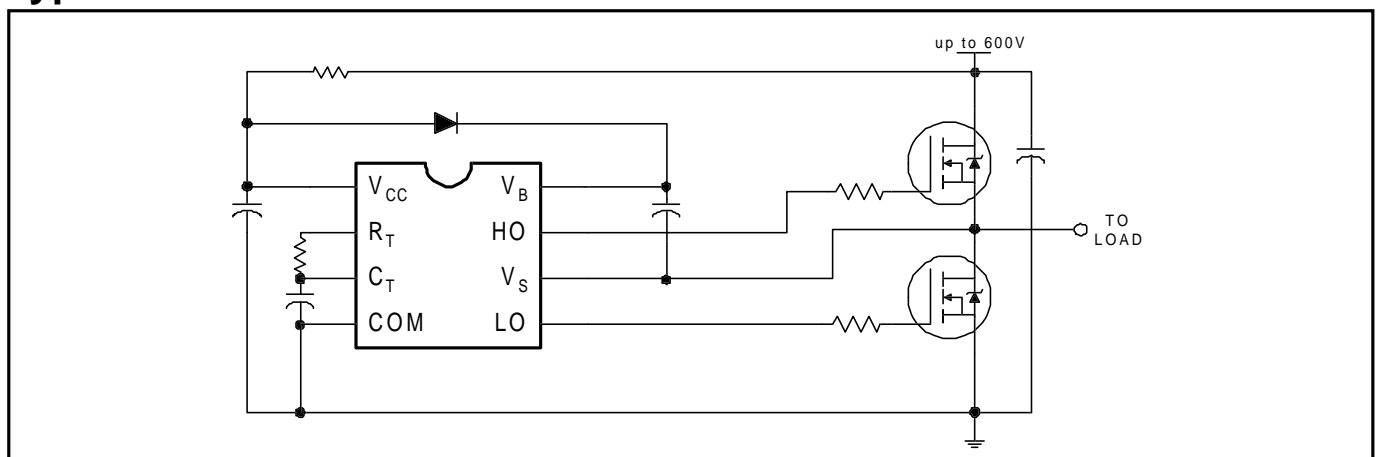 up to 600V
V_CC V_B
R_T HO
TO
LOAD
C_T V_S
COM LO